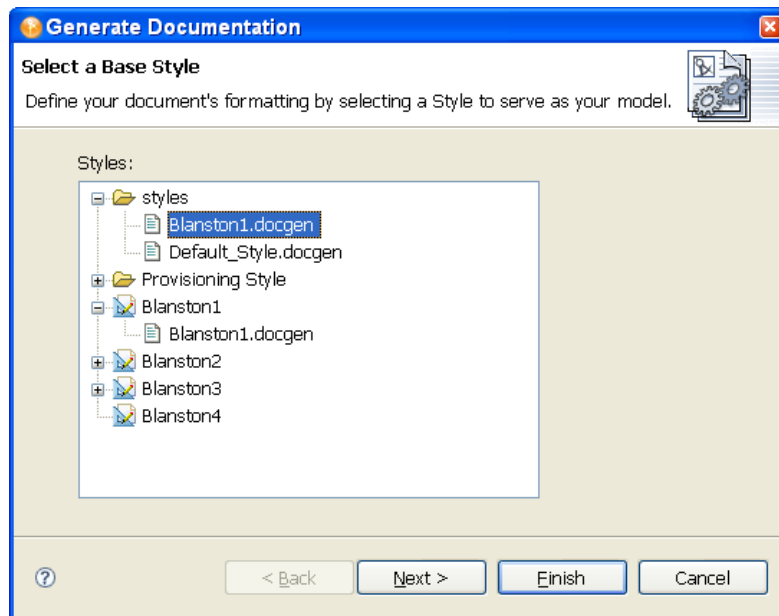 Generate Documentation
Select a Base Style
Define your document's formatting by selecting a Style to serve as your model.
Styles:
styles
Blanston1.docgen
Default_Style.docgen
Provisioning Style
Blanston1
Blanston1.docgen
Blanston2
Blanston3
Blanston4
? < Back Next > Finish Cancel